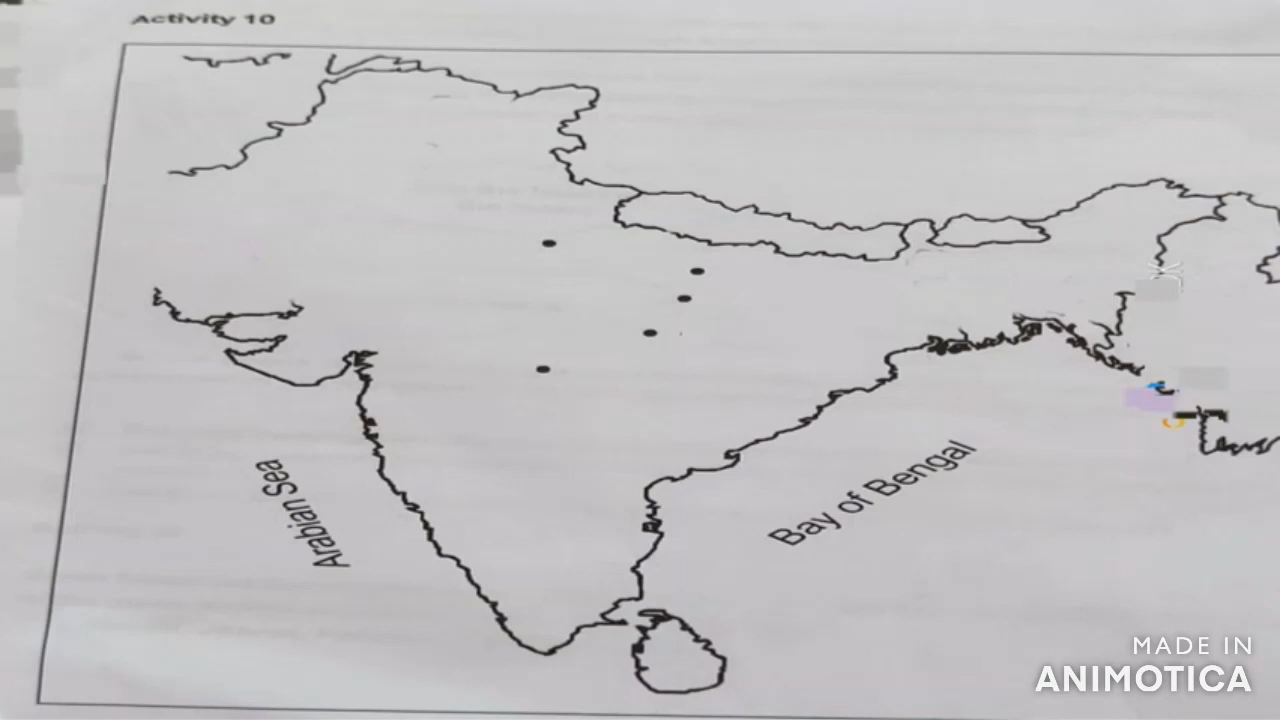 Activity 10
Arabian Sea
Bay of Bengal
MADE IN
ANIMOTICA